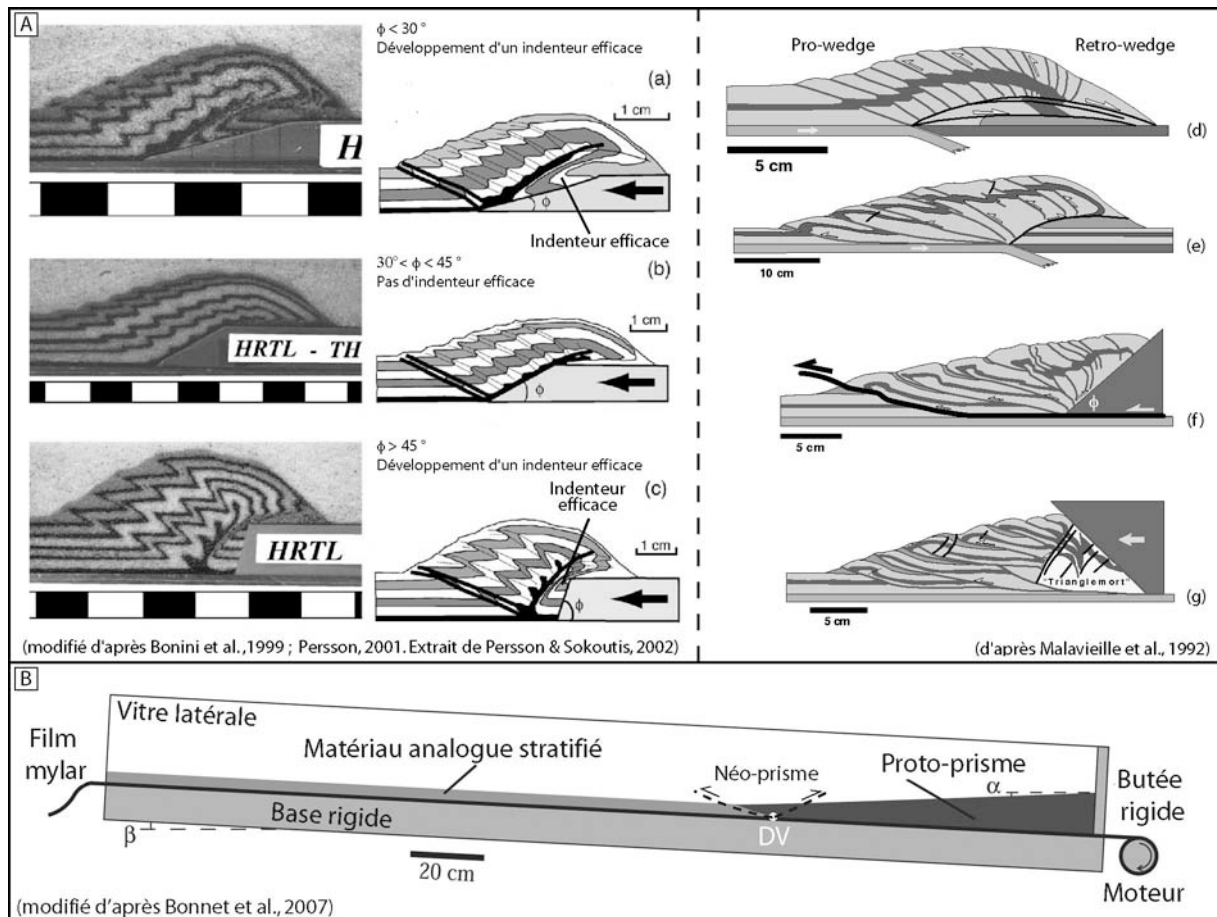 A
φ < 30 °
Développement d'un indenteur efficace
(a)
1 cm
H
φ
Indenteur efficace
30° < φ < 45 °
Pas d'indenteur efficace
(b)
1 cm
HRTL - TH
φ
φ > 45 °
Développement d'un indenteur efficace
Indenteur
efficace
(c)
1 cm
HRTL
φ
(modifié d'après Bonini et al.,1999 ; Persson, 2001. Extrait de Persson & Sokoutis, 2002)
Pro-wedge
Retro-wedge
(d)
5 cm
(e)
10 cm
φ
(f)
5 cm
"Triangle mort"
(g)
5 cm
(d'après Malavieille et al., 1992)
B
Vitre latérale
Film
mylar
Matériau analogue stratifié
Néo-prisme
Proto-prisme
α
Butée
rigide
Base rigide
β
DV
20 cm
Moteur
(modifié d'après Bonnet et al., 2007)